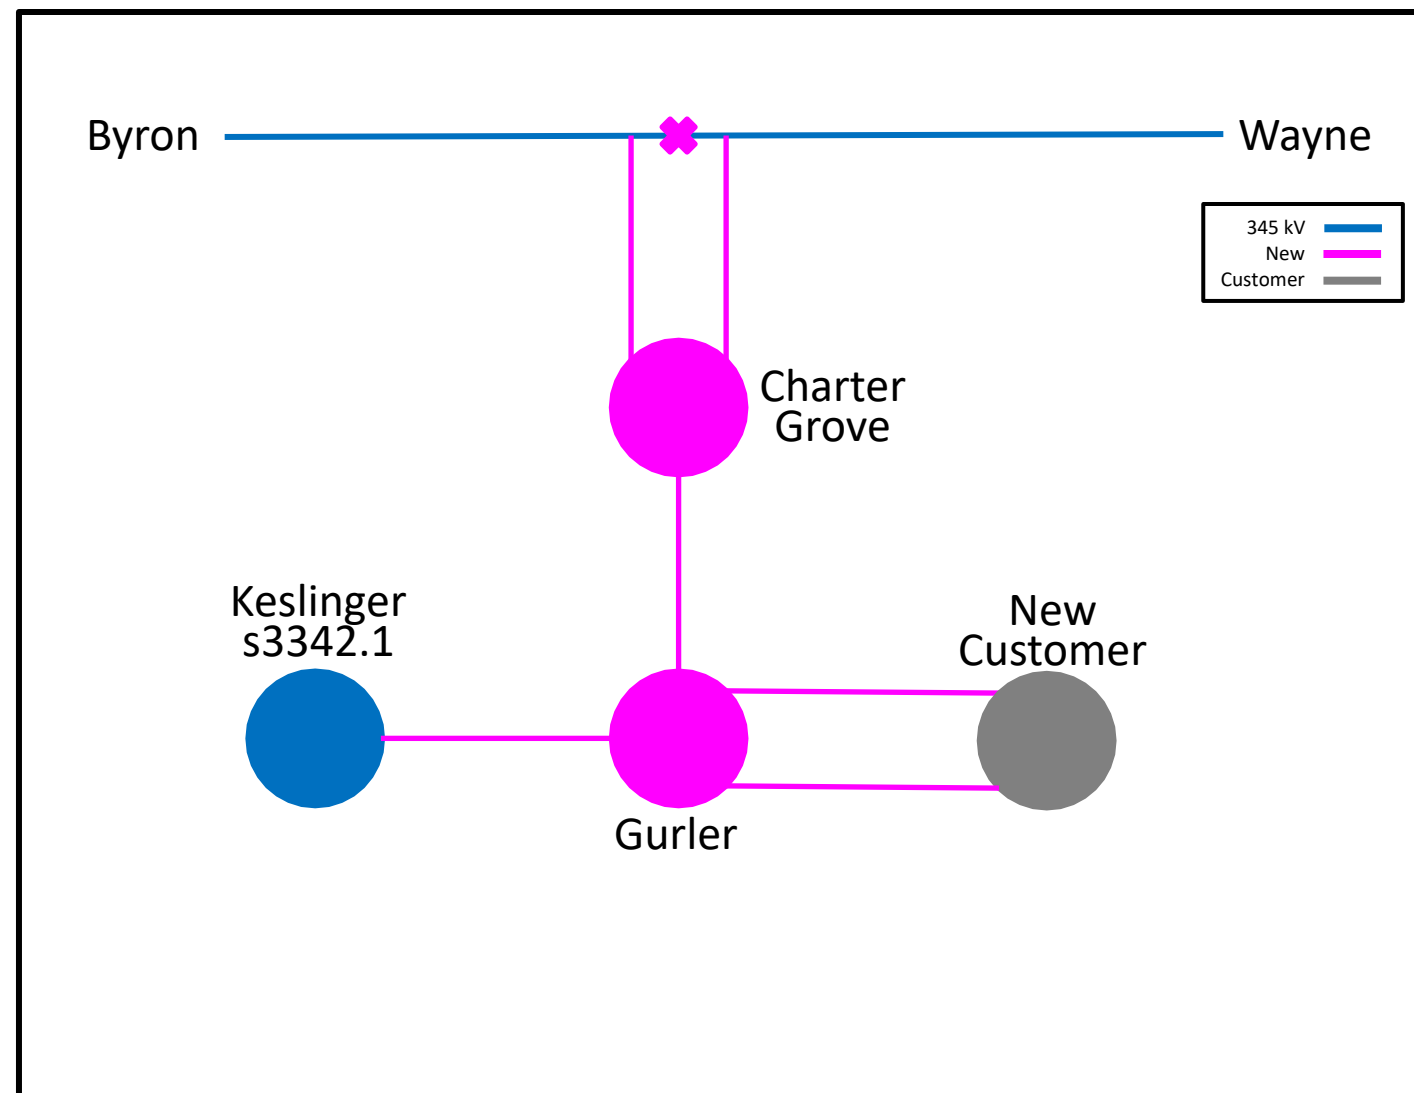 Byron
Wayne
345 kV
New
Customer
Charter
Grove
Keslinger
s3342.1
New
Customer
Gurler